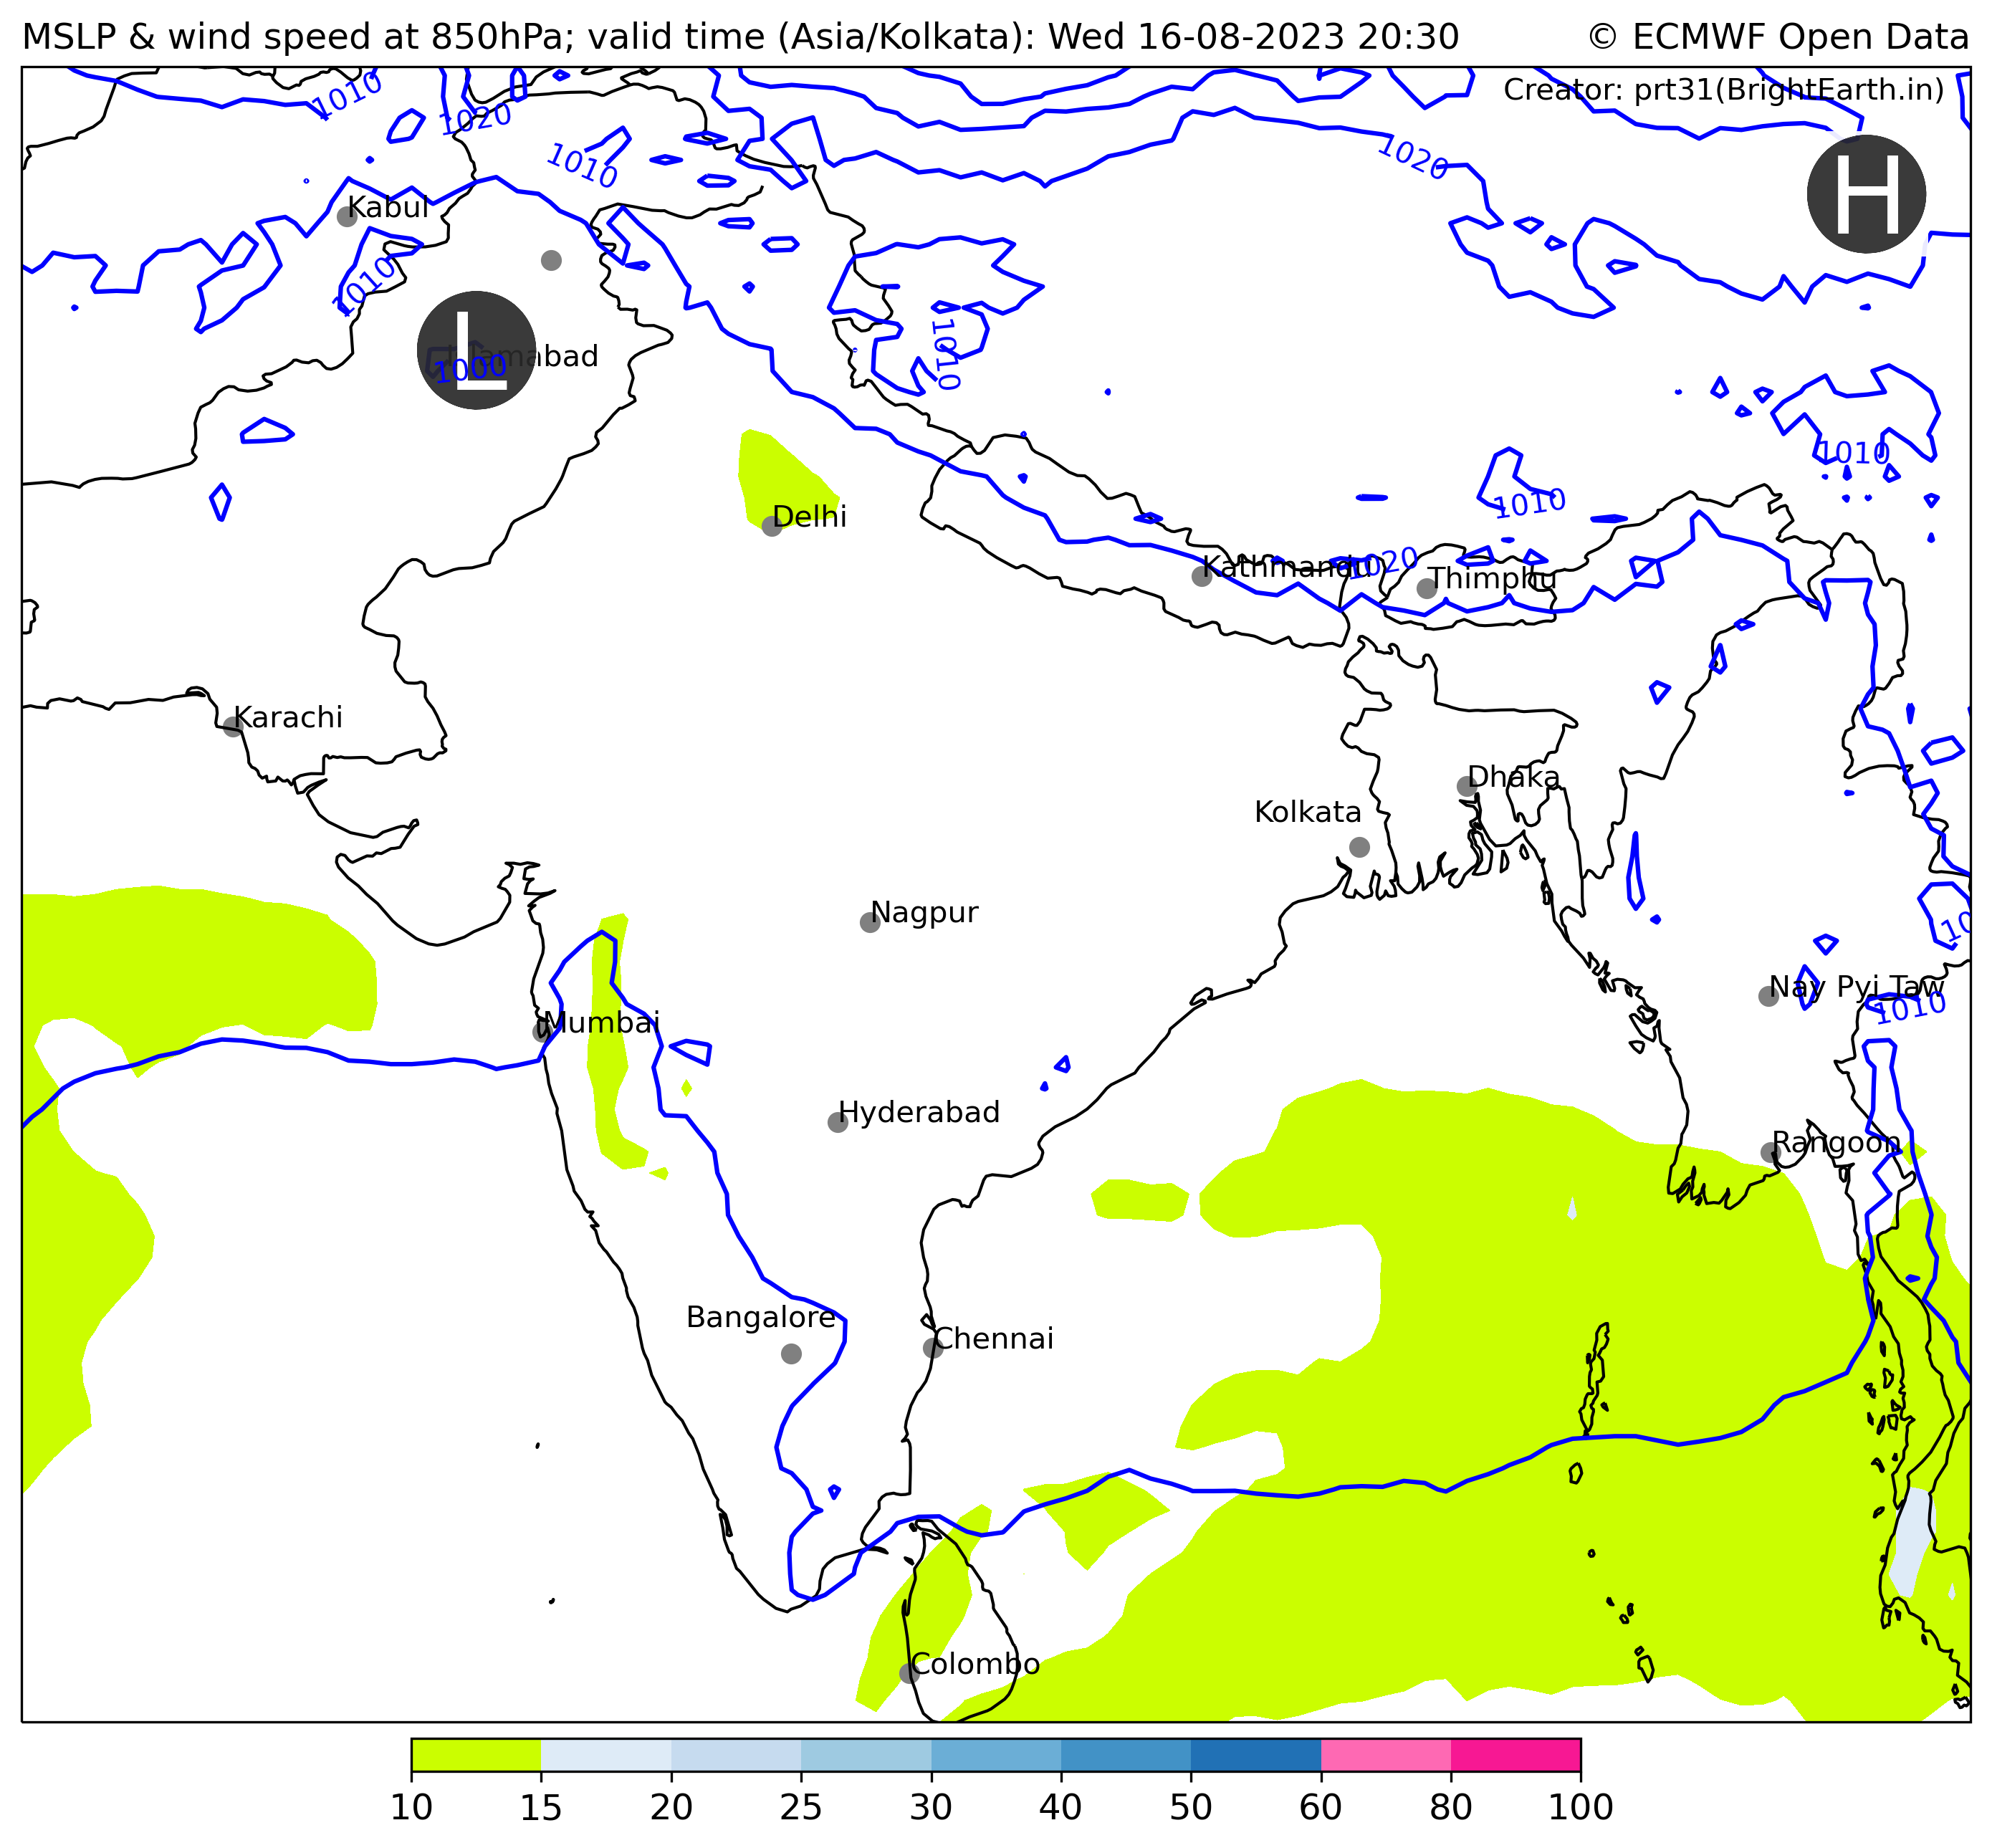 MSLP & wind speed at 850hPa; valid time (Asia/Kolkata): Wed 16-08-2023 20:30
© ECMWF Open Data
Creator: prt31(BrightEarth.in)
1010
1020
1010
1020
H
Kabul
1010
L
1000
1010
1010
Delhi
1010
Kathmandu
1020
Thimphu
Karachi
Dhaka
Kolkata
Nagpur
Nay Pyi Taw
1010
Mumbai
Hyderabad
Rangoon
Bangalore
Chennai
Colombo
10 15 20 25 30 40 50 60 80 100